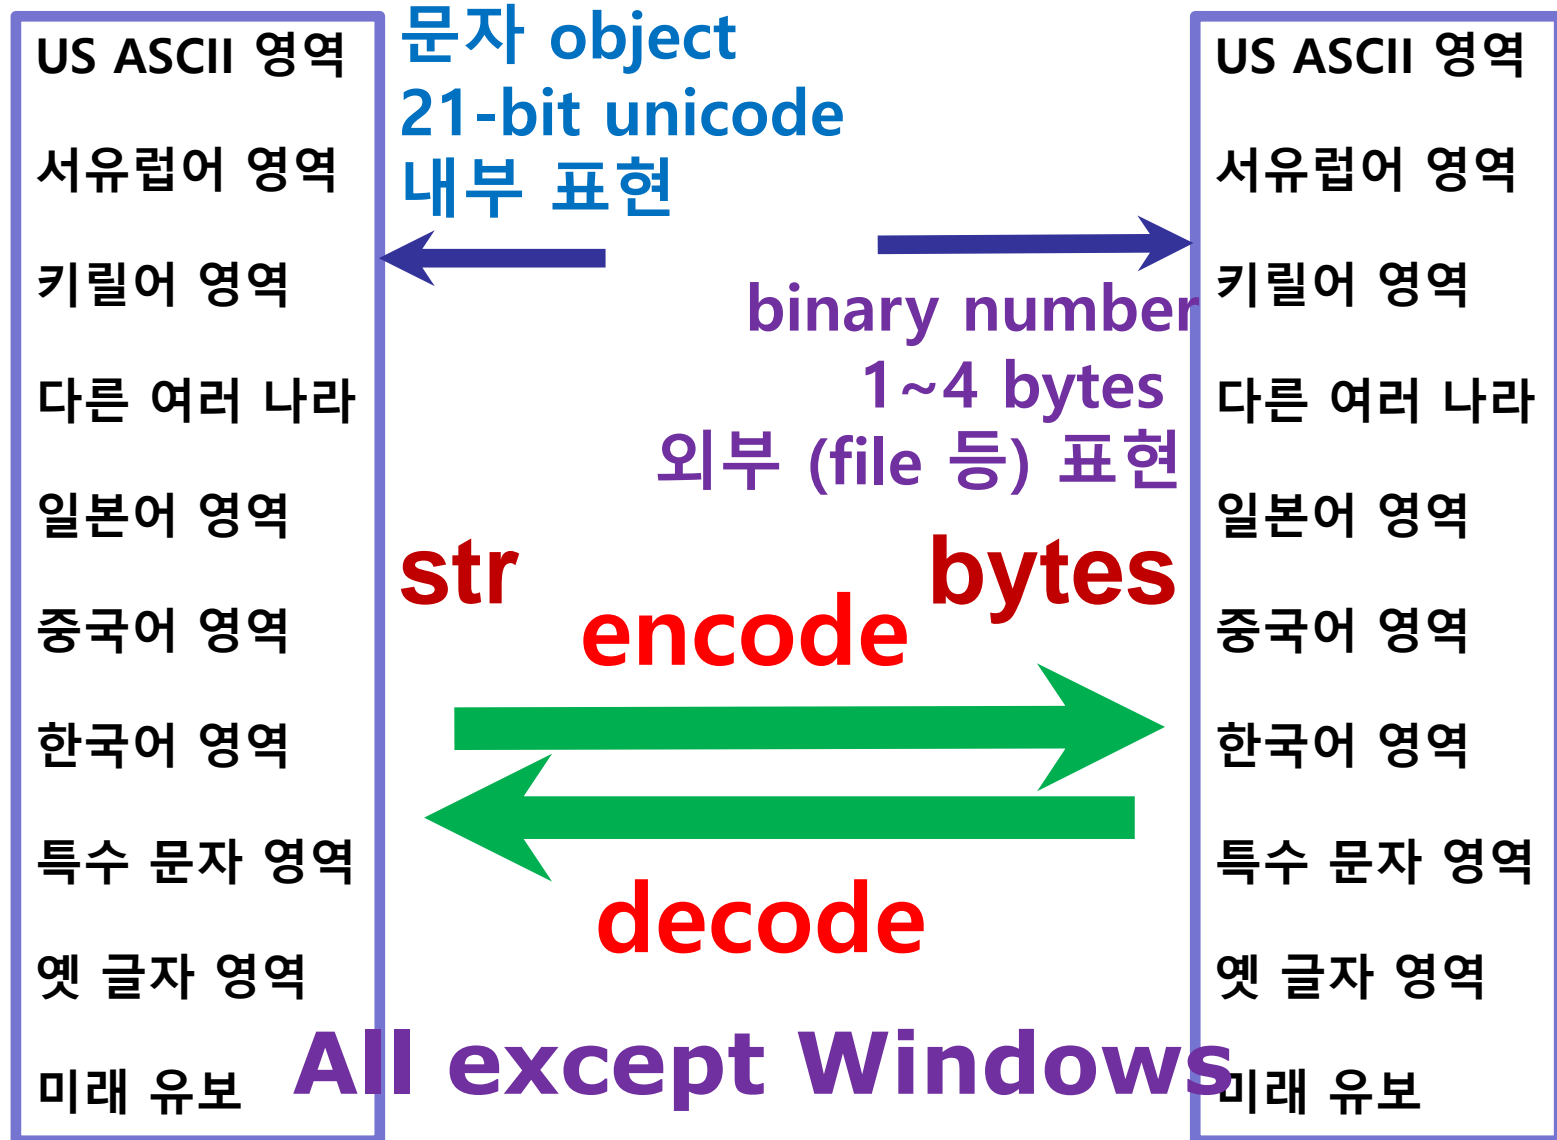 US ASCII 영역
서유럽어 영역
키릴어 영역
다른 여러 나라
일본어 영역
중국어 영역
한국어 영역
특수 문자 영역
옛 글자 영역
미래 유보
문자 object
21-bit unicode
내부 표현
binary number
1~4 bytes
외부 (file 등) 표현
str
bytes
encode
decode
All except Windows
US ASCII 영역
서유럽어 영역
키릴어 영역
다른 여러 나라
일본어 영역
중국어 영역
한국어 영역
특수 문자 영역
옛 글자 영역
미래 유보